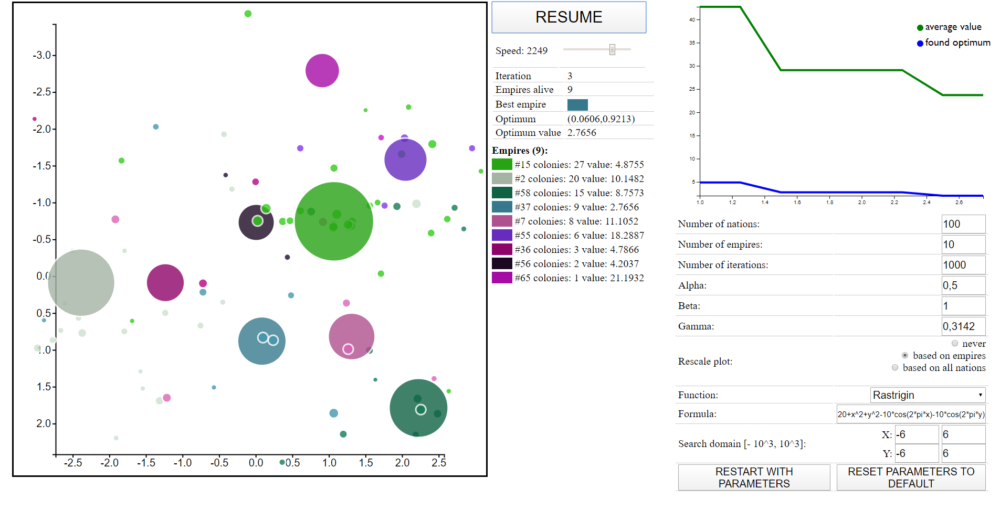 -3.0
-2.5
-2.0
-1.5
-1.0
-0.5
0.0
0.5
1.0
1.5
2.0
-2.5 -2.0 -1.5 -1.0 -0.5 0.0 0.5 1.0 1.5 2.0 2.5
RESUME
Speed: 2249
Iteration 3
Empires alive 9
Best empire
Optimum (0.0606,0.9213)
Optimum value 2.7656
Empires (9):
#15 colonies: 27 value: 4.8755
#2 colonies: 20 value: 10.1482
#58 colonies: 15 value: 8.7573
#37 colonies: 9 value: 2.7656
#7 colonies: 8 value: 11.1052
#55 colonies: 6 value: 18.2887
#36 colonies: 3 value: 4.7866
#56 colonies: 2 value: 4.2037
#65 colonies: 1 value: 21.1932
40
35
30
25
20
15
10
5
1.0 1.2 1.4 1.6 1.8 2.0 2.2 2.4 2.6
average value
found optimum
Number of nations: 100
Number of empires: 10
Number of iterations: 1000
Alpha: 0,5
Beta: 1
Gamma: 0,3142
Rescale plot:
never
based on empires
based on all nations
Function: Rastrigin
Formula: 20+x^2+y^2-10*cos(2*pi*x)-10*cos(2*pi*y)
Search domain [- 10^3, 10^3]:
X: -6 6
Y: -6 6
RESTART WITH
PARAMETERS
RESET PARAMETERS TO
DEFAULT